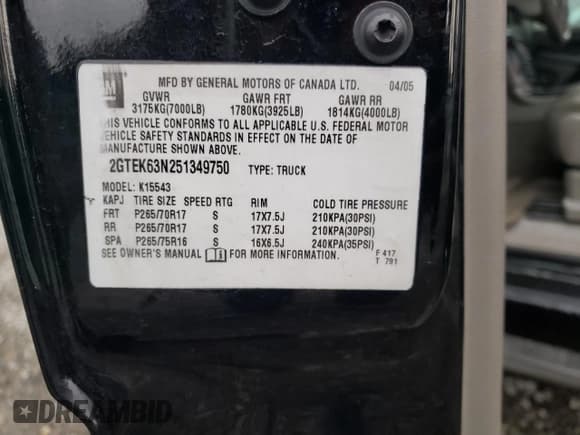 GM
MFD BY GENERAL MOTORS OF CANADA LTD. 04/05
GVWR GAWR FRT GAWR RR
3175KG(7000LB) 1780KG(3925LB) 1814KG(4000LB)
THIS VEHICLE CONFORMS TO ALL APPLICABLE U.S. FEDERAL MOTOR
VEHICLE SAFETY STANDARDS IN EFFECT ON THE DATE OF
MANUFACTURE SHOWN ABOVE.
2GTEK63N251349750 TYPE: TRUCK
MODEL: K15543
KAPJ TIRE SIZE SPEED RTG RIM COLD TIRE PRESSURE
FRT P265/70R17 S 17X7.5J 210KPA(30PSI)
RR P265/70R17 S 17X7.5J 210KPA(30PSI)
SPA P265/75R16 S 16X6.5J 240KPA(35PSI)
SEE OWNER'S MANUAL FOR MORE INFORMATION.
F 417
T 791
DREAMBID